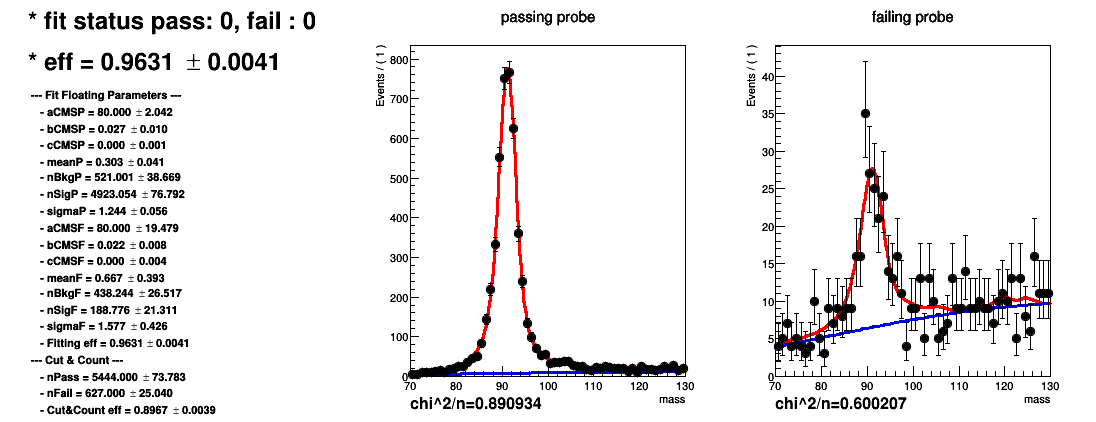 * fit status pass: 0, fail : 0
* eff = 0.9631 ± 0.0041
--- Fit Floating Parameters ---
- aCMSP = 80.000 ± 2.042
- bCMSP = 0.027 ± 0.010
- cCMSP = 0.000 ± 0.001
- meanP = 0.303 ± 0.041
- nBkgP = 521.001 ± 38.669
- nSigP = 4923.054 ± 76.792
- sigmaP = 1.244 ± 0.056
- aCMSF = 80.000 ± 19.479
- bCMSF = 0.022 ± 0.008
- cCMSF = 0.000 ± 0.004
- meanF = 0.667 ± 0.393
- nBkgF = 438.244 ± 26.517
- nSigF = 188.776 ± 21.311
- sigmaF = 1.577 ± 0.426
- Fitting eff = 0.9631 ± 0.0041
--- Cut & Count ---
- nPass = 5444.000 ± 73.783
- nFail = 627.000 ± 25.040
- Cut&Count eff = 0.8967 ± 0.0039
passing probe
Events / ( 1 )
800
700
600
500
400
300
200
100
0
70 80 90 100 110 120 130
mass
chi^2/n=0.890934
failing probe
Events / ( 1 )
40
35
30
25
20
15
10
5
0
70 80 90 100 110 120 130
mass
chi^2/n=0.600207